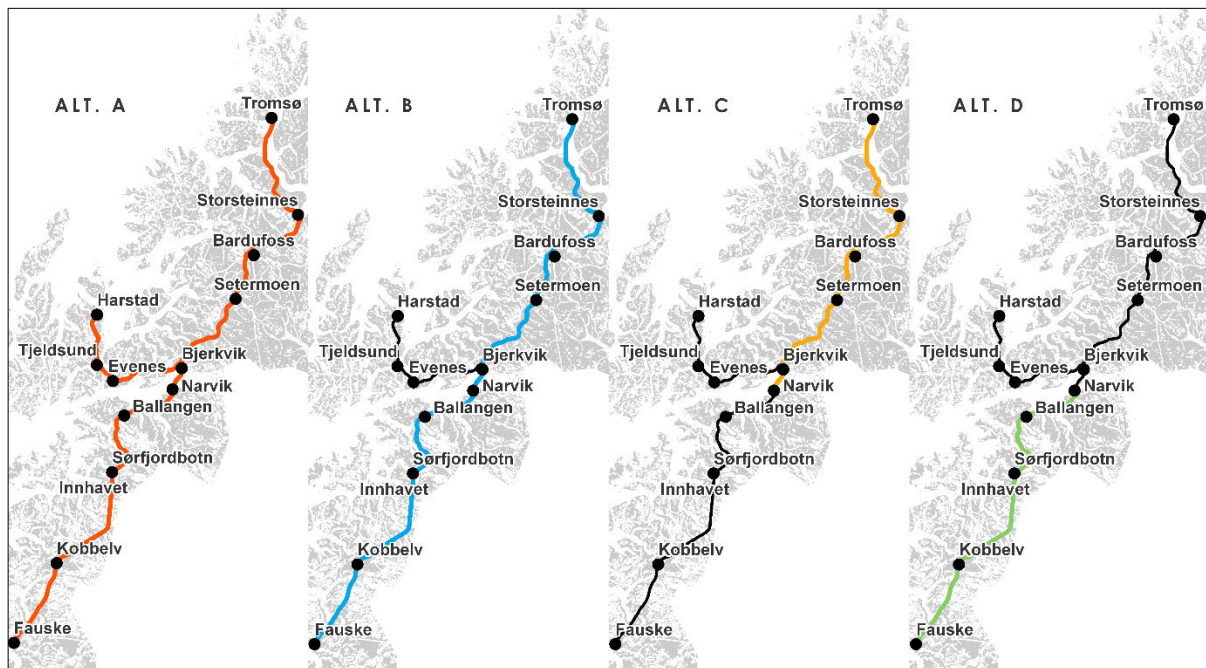 ALT. A
Tromsø
Storsteinnes
Bardufoss
Setermoen
Harstad
Tjeldsund
Evenes
Bjerkvik
Narvik
Ballangen
Sørfjordbotn
Innhavet
Kobbelv
Fauske
ALT. B
Tromsø
Storsteinnes
Bardufoss
Setermoen
Harstad
Tjeldsund
Evenes
Bjerkvik
Narvik
Ballangen
Sørfjordbotn
Innhavet
Kobbelv
Fauske
ALT. C
Tromsø
Storsteinnes
Bardufoss
Setermoen
Harstad
Tjeldsund
Evenes
Bjerkvik
Narvik
Ballangen
Sørfjordbotn
Innhavet
Kobbelv
Fauske
ALT. D
Tromsø
Storsteinnes
Bardufoss
Setermoen
Harstad
Tjeldsund
Evenes
Bjerkvik
Narvik
Ballangen
Sørfjordbotn
Innhavet
Kobbelv
Fauske